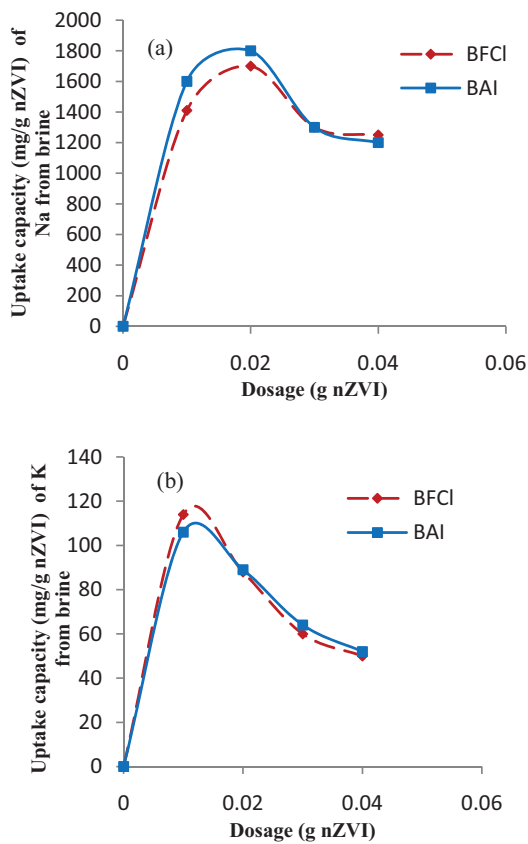 (a)
BFCl
BAI
Uptake capacity (mg/g nZVI) of
Na from brine
2000
1800
1600
1400
1200
1000
800
600
400
200
0
0 0.02 0.04 0.06
Dosage (g nZVI)
(b)
BFCl
BAI
Uptake capacity (mg/g nZVI) of K
from brine
140
120
100
80
60
40
20
0
0 0.02 0.04 0.06
Dosage (g nZVI)